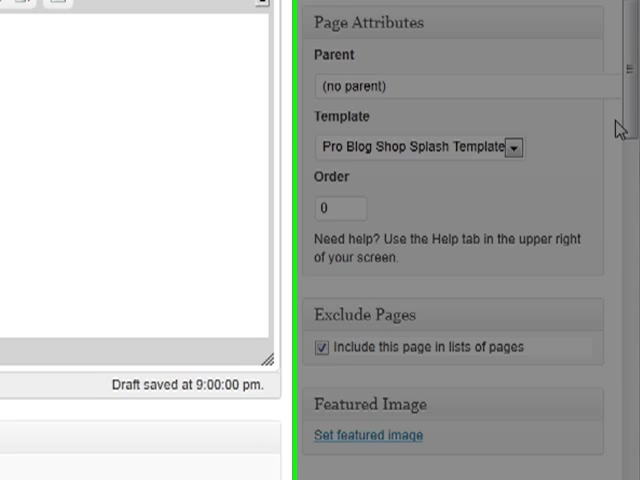 Page Attributes
Parent
(no parent)
Template
Pro Blog Shop Splash Template
Order
0
Need help? Use the Help tab in the upper right
of your screen.
Exclude Pages
Include this page in lists of pages
Draft saved at 9:00:00 pm.
Featured Image
Set featured image